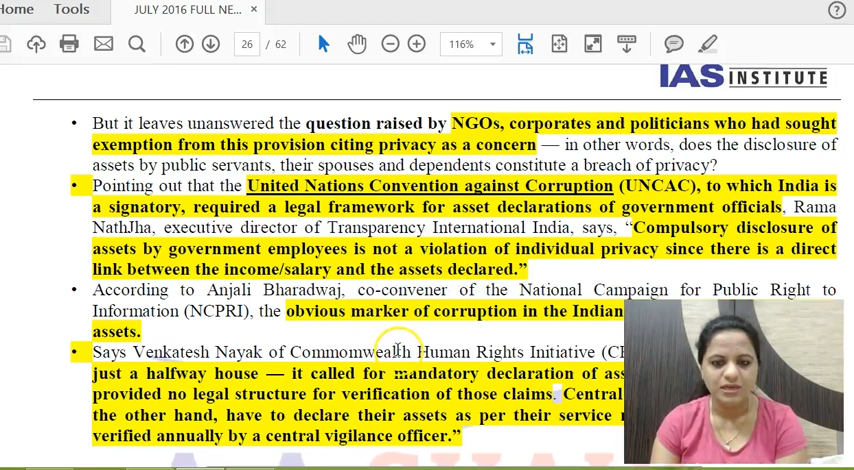 Home Tools JULY 2016 FULL NE... ×
26 / 62 116%
IAS INSTITUTE
• But it leaves unanswered the question raised by NGOs, corporates and politicians who had sought
exemption from this provision citing privacy as a concern — in other words, does the disclosure of
assets by public servants, their spouses and dependents constitute a breach of privacy?
• Pointing out that the United Nations Convention against Corruption (UNCAC), to which India is
a signatory, required a legal framework for asset declarations of government officials, Rama
NathJha, executive director of Transparency International India, says, “Compulsory disclosure of
assets by government employees is not a violation of individual privacy since there is a direct
link between the income/salary and the assets declared.”
• According to Anjali Bharadwaj, co-convener of the National Campaign for Public Right to
Information (NCPRI), the obvious marker of corruption in the Indian
assets.
• Says Venkatesh Nayak of Commomwealth Human Rights Initiative
just a halfway house — it called for mandatory declaration of
provided no legal structure for verification of those claims. Central
the other hand, have to declare their assets as per their service
verified annually by a central vigilance officer.”